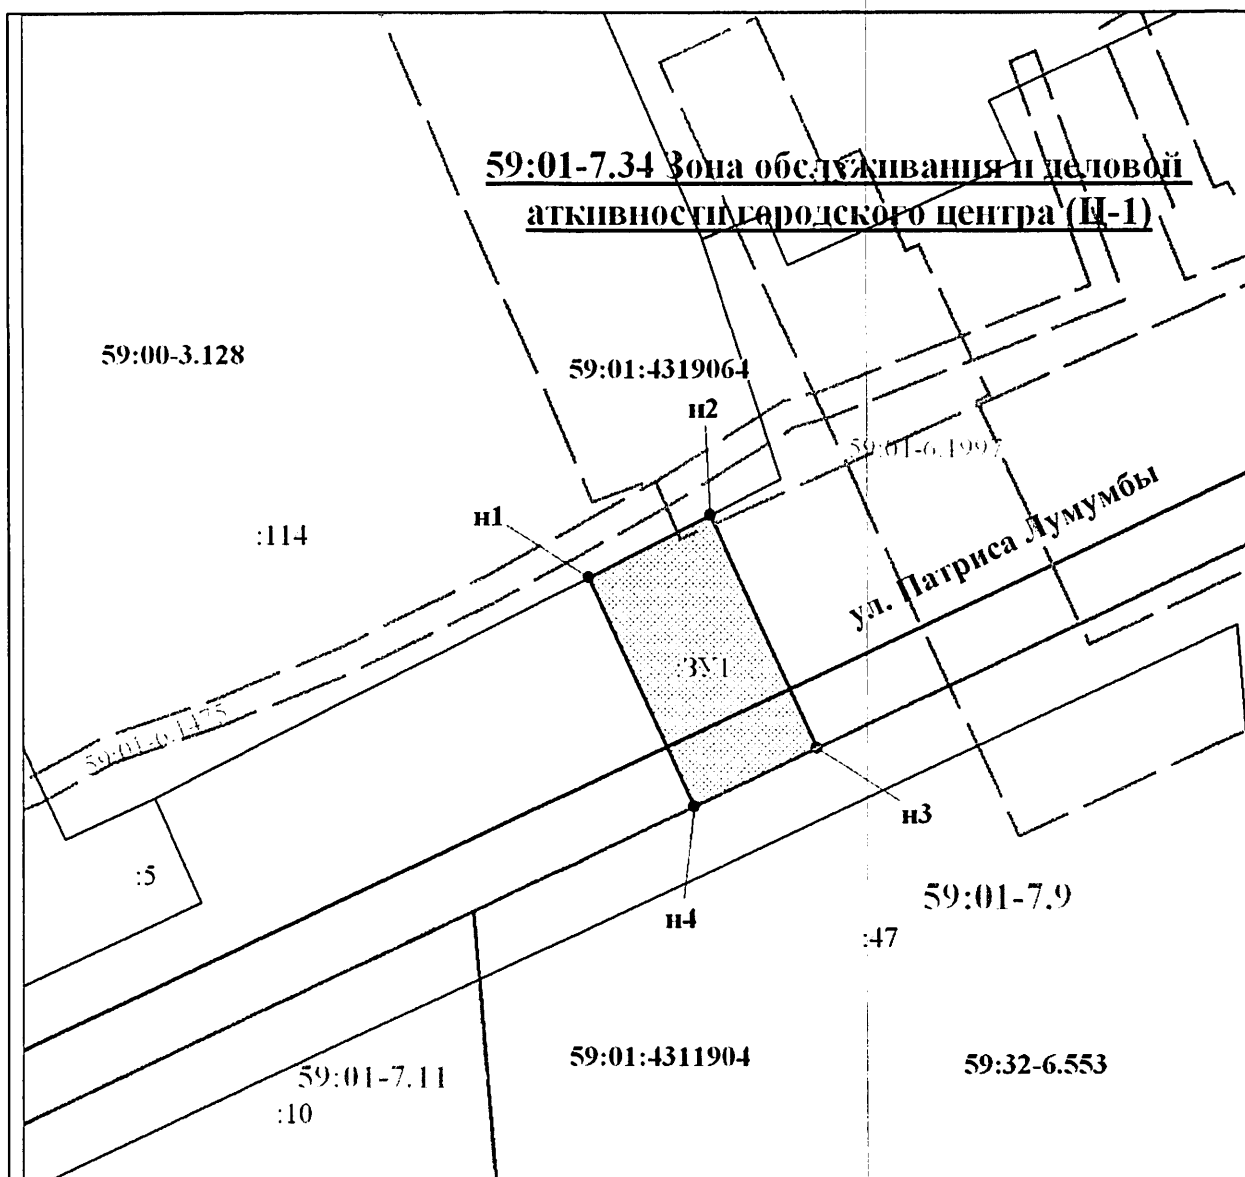 59:01-7.34 Зона обслуживания и деловой
аткивности городского центра (Ц-1)
59:00-3.128
59:01:4319064
н2
59:01-6.1997
н1
:114
ул. Патриса Лумумбы
:ЗУ1
59:01-6.1475
н3
:5
59:01-7.9
н4
:47
59:01:4311904
59:32-6.553
59:01-7.11
:10